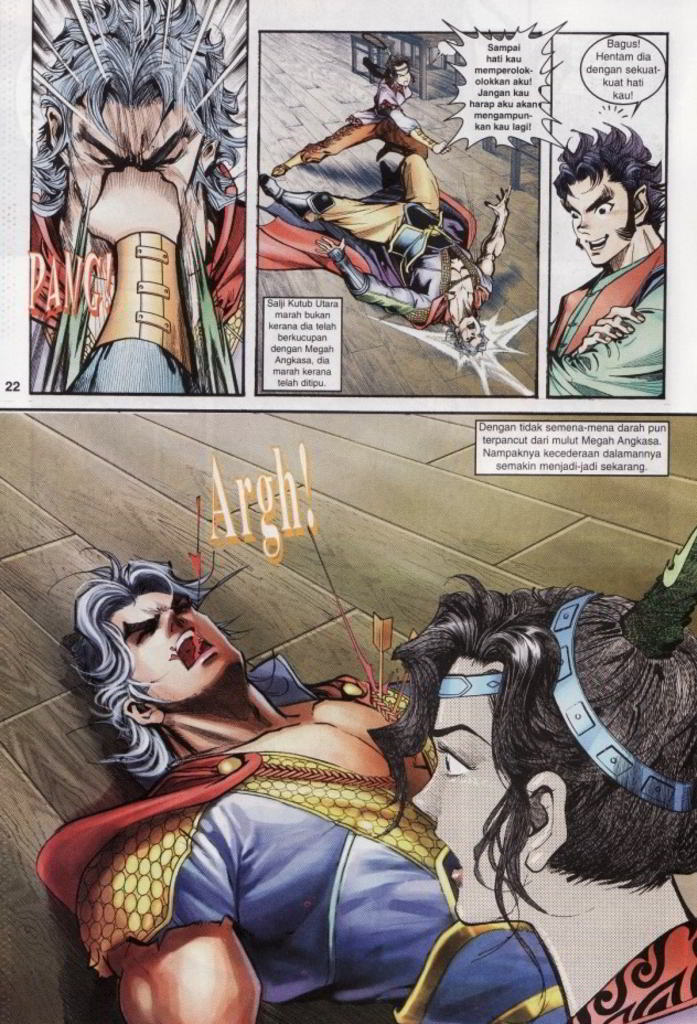 PANG!
Sampai
hati kau
memperolok-
olokkan aku!
Jangan kau
harap aku akan
mengampun-
kan kau lagi!
Salji Kutub Utara
marah bukan
kerana dia telah
berkucupan
dengan Megah
Angkasa, dia
marah kerana
telah ditipu.
Bagus!
Hentam dia
dengan sekuat-
kuat hati
kau!
22
Dengan tidak semena-mena darah pun
terpancut dari mulut Megah Angkasa.
Nampaknya kecederaan dalamannya
semakin menjadi-jadi sekarang.
Argh!